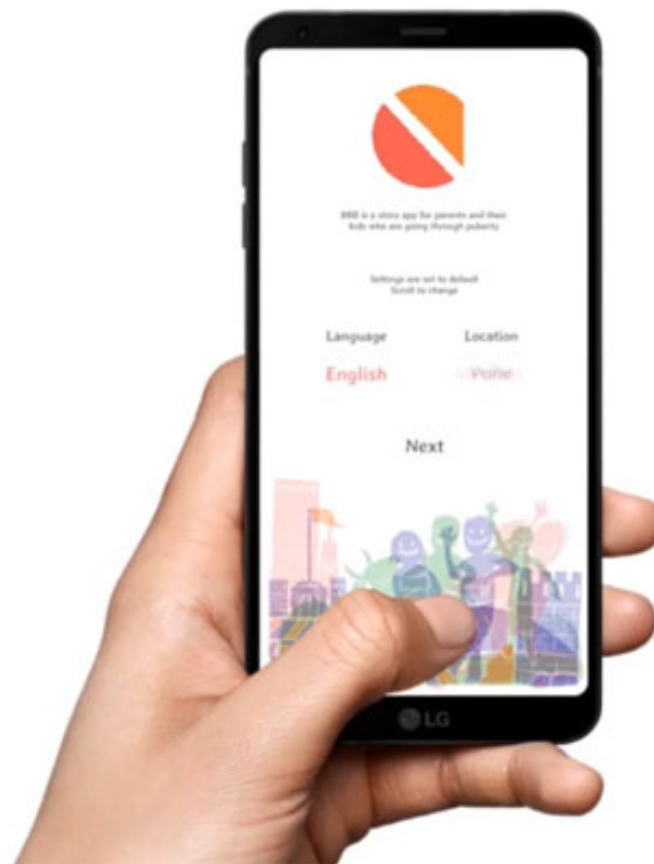 BBB is a story app for parents and their
kids who are going through puberty
Settings are set to default
Scroll to change
Language Location
English Pune
Next
LG